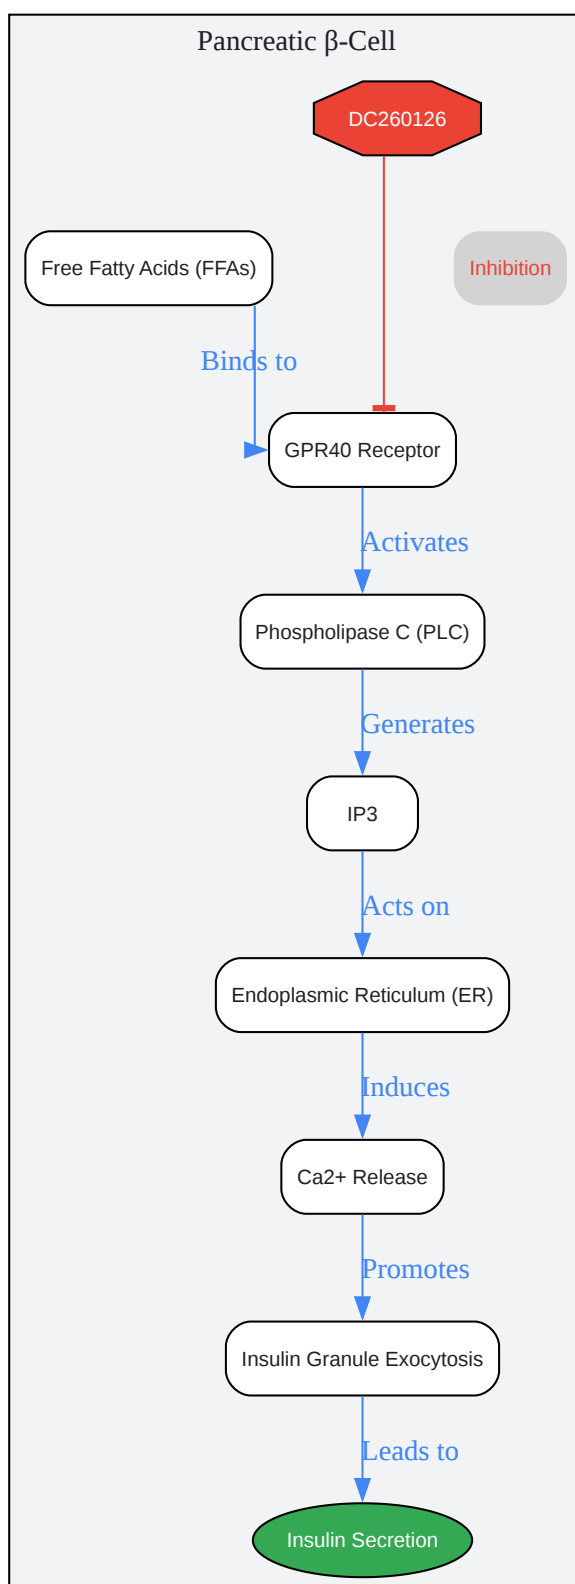 Pancreatic β-Cell
DC260126
Free Fatty Acids (FFAs)
Inhibition
Binds to
GPR40 Receptor
Activates
Phospholipase C (PLC)
Generates
IP3
Acts on
Endoplasmic Reticulum (ER)
Induces
Ca2+ Release
Promotes
Insulin Granule Exocytosis
Leads to
Insulin Secretion